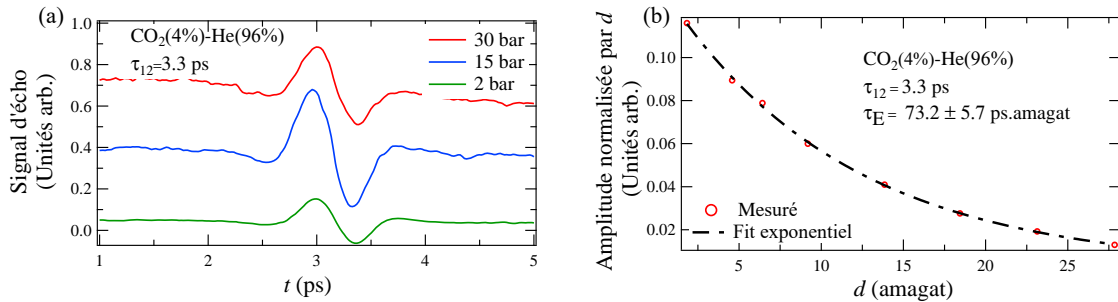 (a)
Signal d'écho
(Unités arb.)
1.0
0.8
0.6
0.4
0.2
0.0
CO₂(4%)-He(96%)
τ₁₂=3.3 ps
30 bar
15 bar
2 bar
1
2
3
4
5
t (ps)
(b)
Amplitude normalisée par d
(Unités arb.)
0.10
0.08
0.06
0.04
0.02
CO₂(4%)-He(96%)
τ₁₂ = 3.3 ps
τE = 73.2 ± 5.7 ps.amagat
Mesuré
Fit exponentiel
5
10
15
20
25
d (amagat)